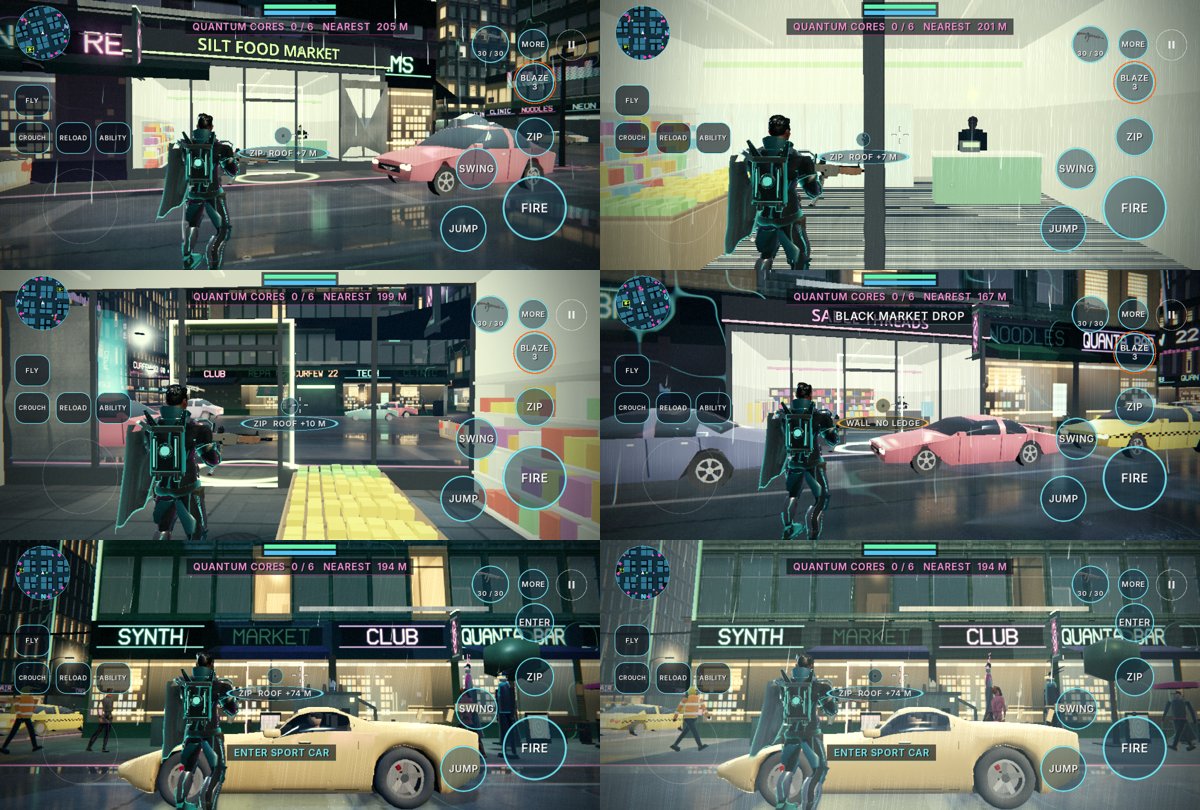 QUANTUM CORES 0 / 6 NEAREST 205 M
RE
SILT FOOD MARKET
MS
30 / 30
MORE
BLAZE
3
CLINIC NOODLES NEON
FLY
CROUCH
RELOAD
ABILITY
ZIP
ZIP ROOF +7 M
SWING
FIRE
JUMP
QUANTUM CORES 0 / 6 NEAREST 201 M
30 / 30
MORE
BLAZE
3
FLY
CROUCH
RELOAD
ABILITY
ZIP
ZIP ROOF +7 M
SWING
FIRE
JUMP
QUANTUM CORES 0 / 6 NEAREST 199 M
N
30 / 30
MORE
BLAZE
3
FLY
CLUB
CURFEW 22
TECH
CROUCH
RELOAD
ABILITY
ZIP
ZIP ROOF +10 M
SWING
FIRE
JUMP
QUANTUM CORES 0 / 6 NEAREST 167 M
BLACK MARKET DROP
30 / 30
MORE
NOODLES
22
BLAZE
3
FLY
CROUCH
RELOAD
ABILITY
ZIP
WALL NO LEDGE
SWING
FIRE
JUMP
QUANTUM CORES 0 / 6 NEAREST 194 M
30 / 30
MORE
N
ENTER
SYNTH
MARKET
CLUB
QUANTA BAR
FLY
CROUCH
RELOAD
ABILITY
ZIP
ZIP ROOF +74 M
SWING
FIRE
ENTER SPORT CAR
JUMP
QUANTUM CORES 0 / 6 NEAREST 194 M
30 / 30
MORE
N
ENTER
SYNTH
MARKET
CLUB
QUANTA BAR
FLY
CROUCH
RELOAD
ABILITY
ZIP
ZIP ROOF +74 M
SWING
FIRE
ENTER SPORT CAR
JUMP